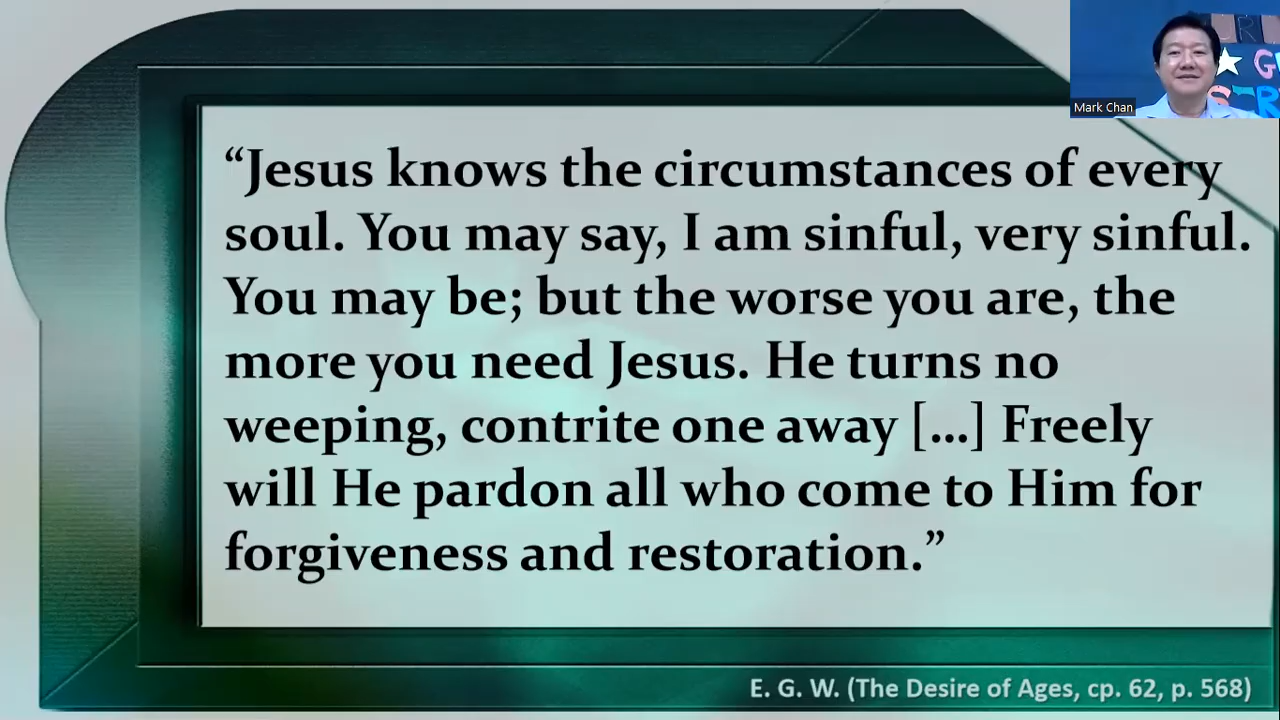 Mark Chan
“Jesus knows the circumstances of every
soul. You may say, I am sinful, very sinful.
You may be; but the worse you are, the
more you need Jesus. He turns no
weeping, contrite one away [...] Freely
will He pardon all who come to Him for
forgiveness and restoration.”
E. G. W. (The Desire of Ages, cp. 62, p. 568)